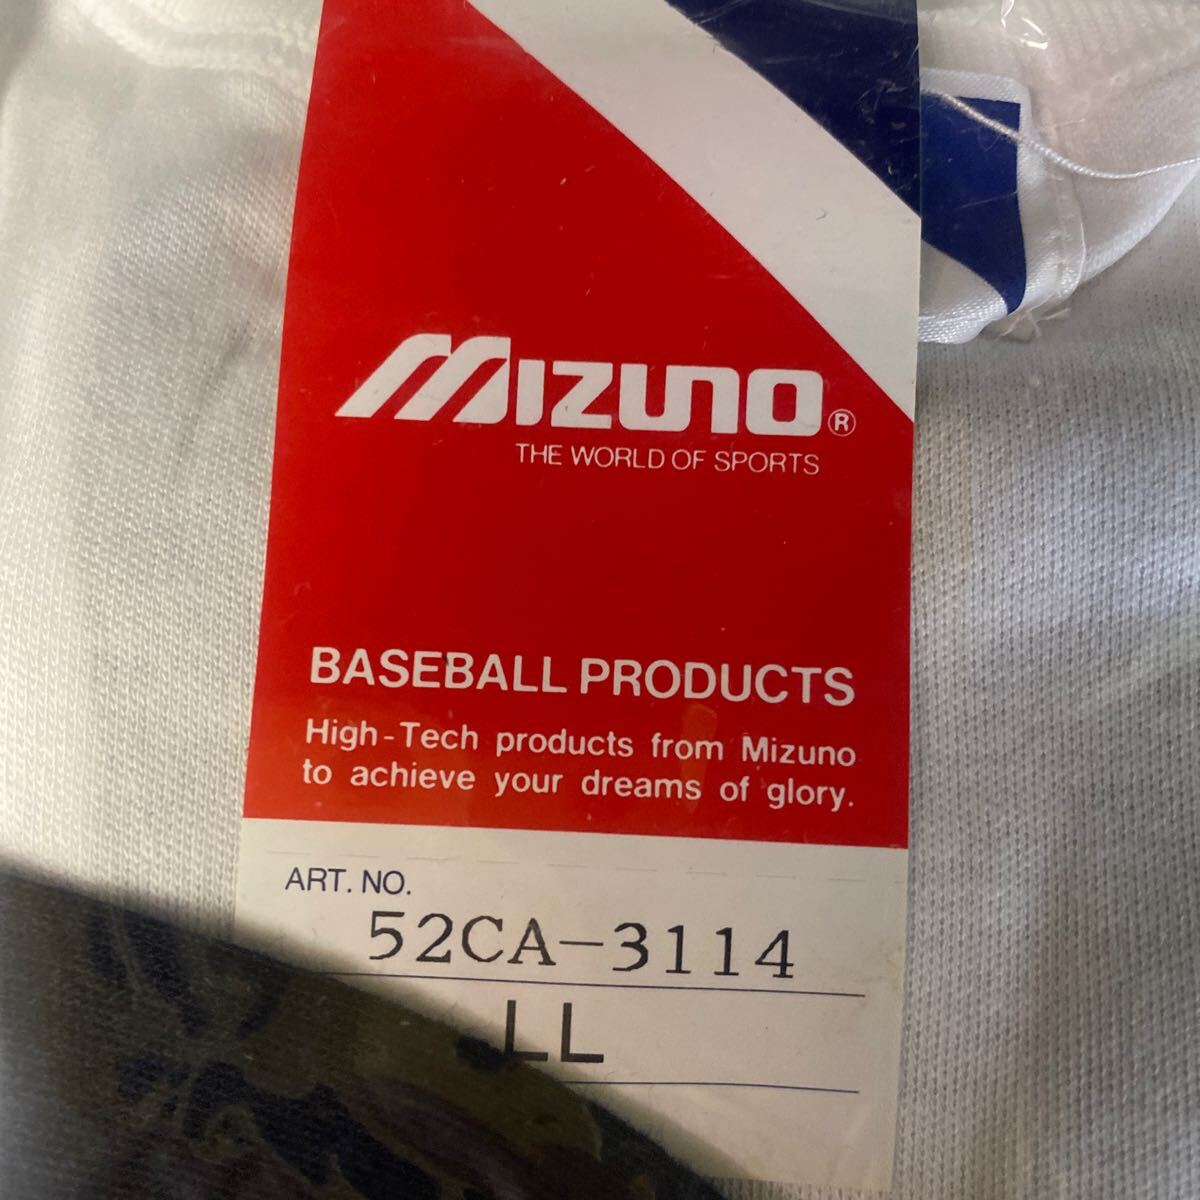 MIZUNO®
THE WORLD OF SPORTS
BASEBALL PRODUCTS
High-Tech products from Mizuno
to achieve your dreams of glory.
ART. NO.
52CA-3114
LL